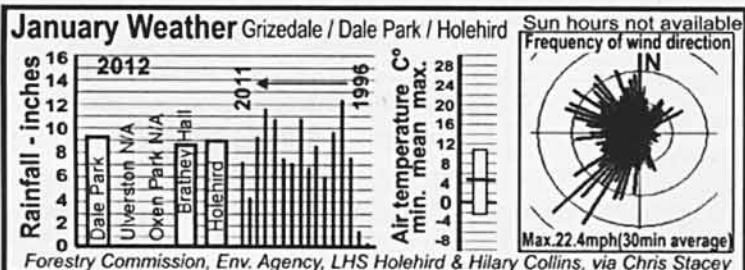 January Weather Grizedale / Dale Park / Holehird
Sun hours not available
Rainfall - inches
16
14
12
10
8
6
4
2
0
2012
Dale Park
Ulverston N/A
Oxen Park N/A
Brathey Hall
Holehird
2011
1996
Air temperature C°
min. mean max.
28
24
20
16
12
8
4
0
-4
-8
Frequency of wind direction
N
Max.22.4mph(30min average)
Forestry Commission, Env. Agency, LHS Holehird & Hilary Collins, via Chris Stacey